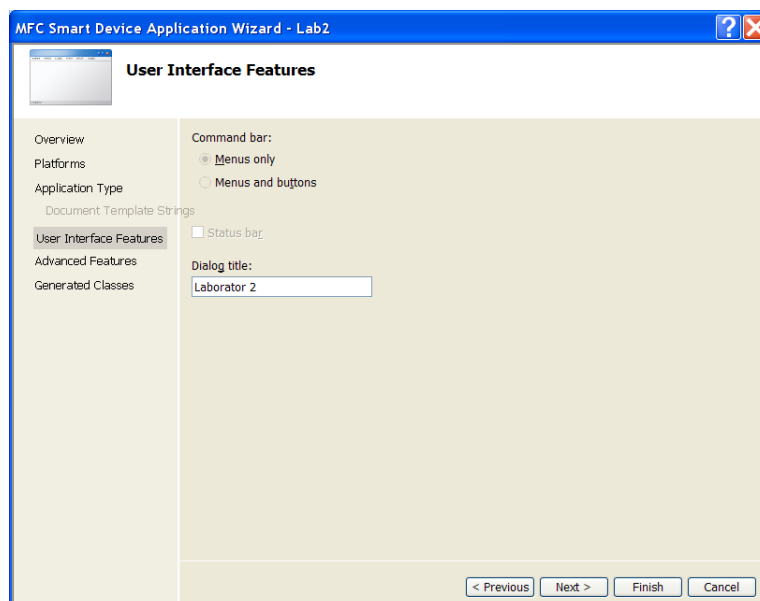 MFC Smart Device Application Wizard - Lab2
User Interface Features
Overview
Platforms
Application Type
Document Template Strings
User Interface Features
Advanced Features
Generated Classes
Command bar:
Menus only
Menus and buttons
Status bar
Dialog title:
Laborator 2
< Previous
Next >
Finish
Cancel